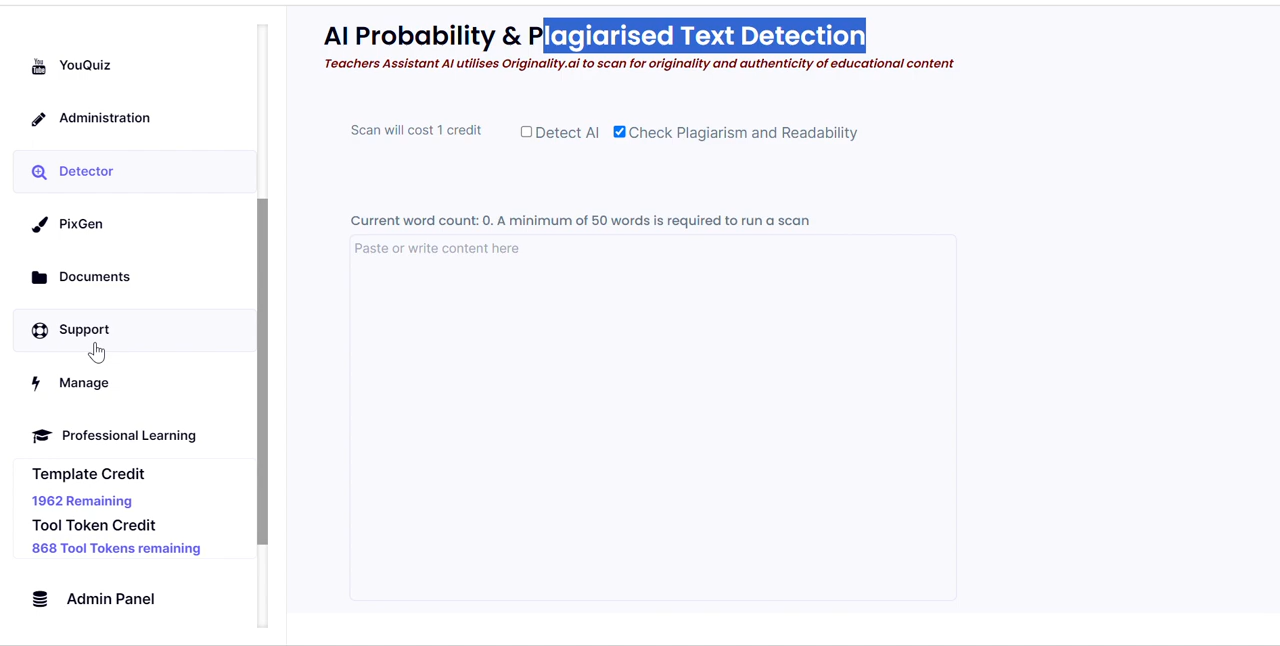 YouQuiz
Administration
Detector
PixGen
Documents
Support
Manage
Professional Learning
Template Credit
1962 Remaining
Tool Token Credit
868 Tool Tokens remaining
Admin Panel
AI Probability & Plagiarised Text Detection
Teachers Assistant AI utilises Originality.ai to scan for originality and authenticity of educational content
Scan will cost 1 credit Detect AI Check Plagiarism and Readability
Current word count: 0. A minimum of 50 words is required to run a scan
Paste or write content here